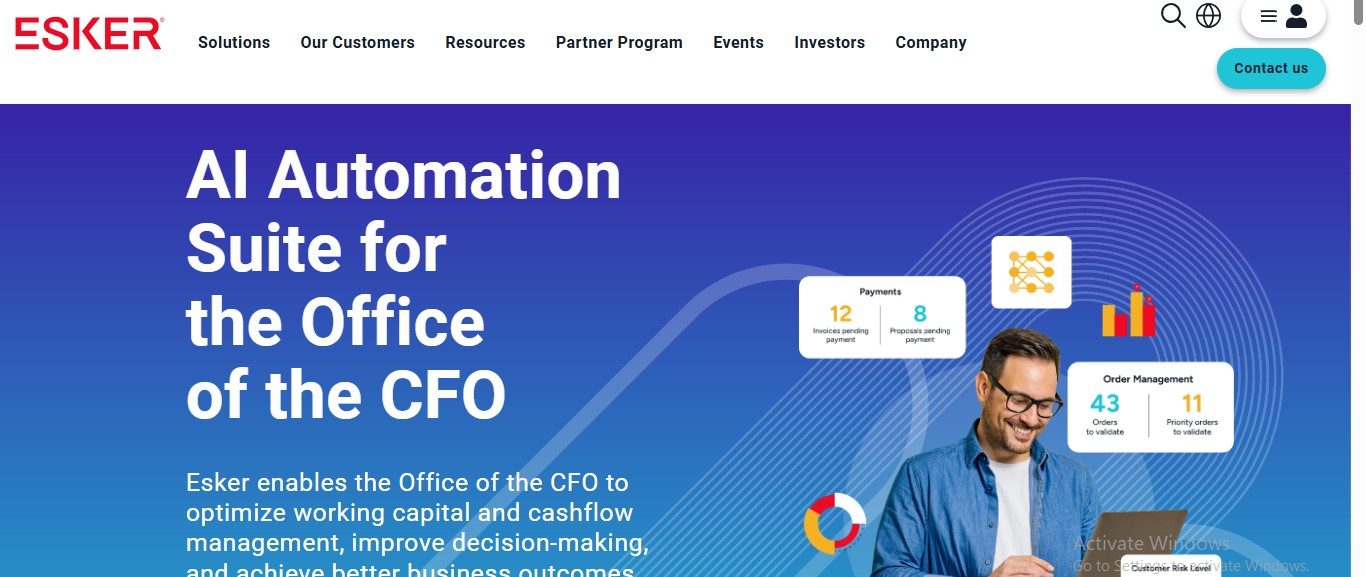 ESKER
Solutions
Our Customers
Resources
Partner Program
Events
Investors
Company
Contact us
AI Automation
Suite for
the Office
of the CFO
Esker enables the Office of the CFO to
optimize working capital and cashflow
management, improve decision-making,
and achieve better business outcomes
Payments
12
Invoices pending
payment
8
Proposals pending
payment
Order Management
43
Orders
to validate
11
Priority orders
to validate
Customer Risk Level
Activate Windows
Go to Settings to activate Windows.